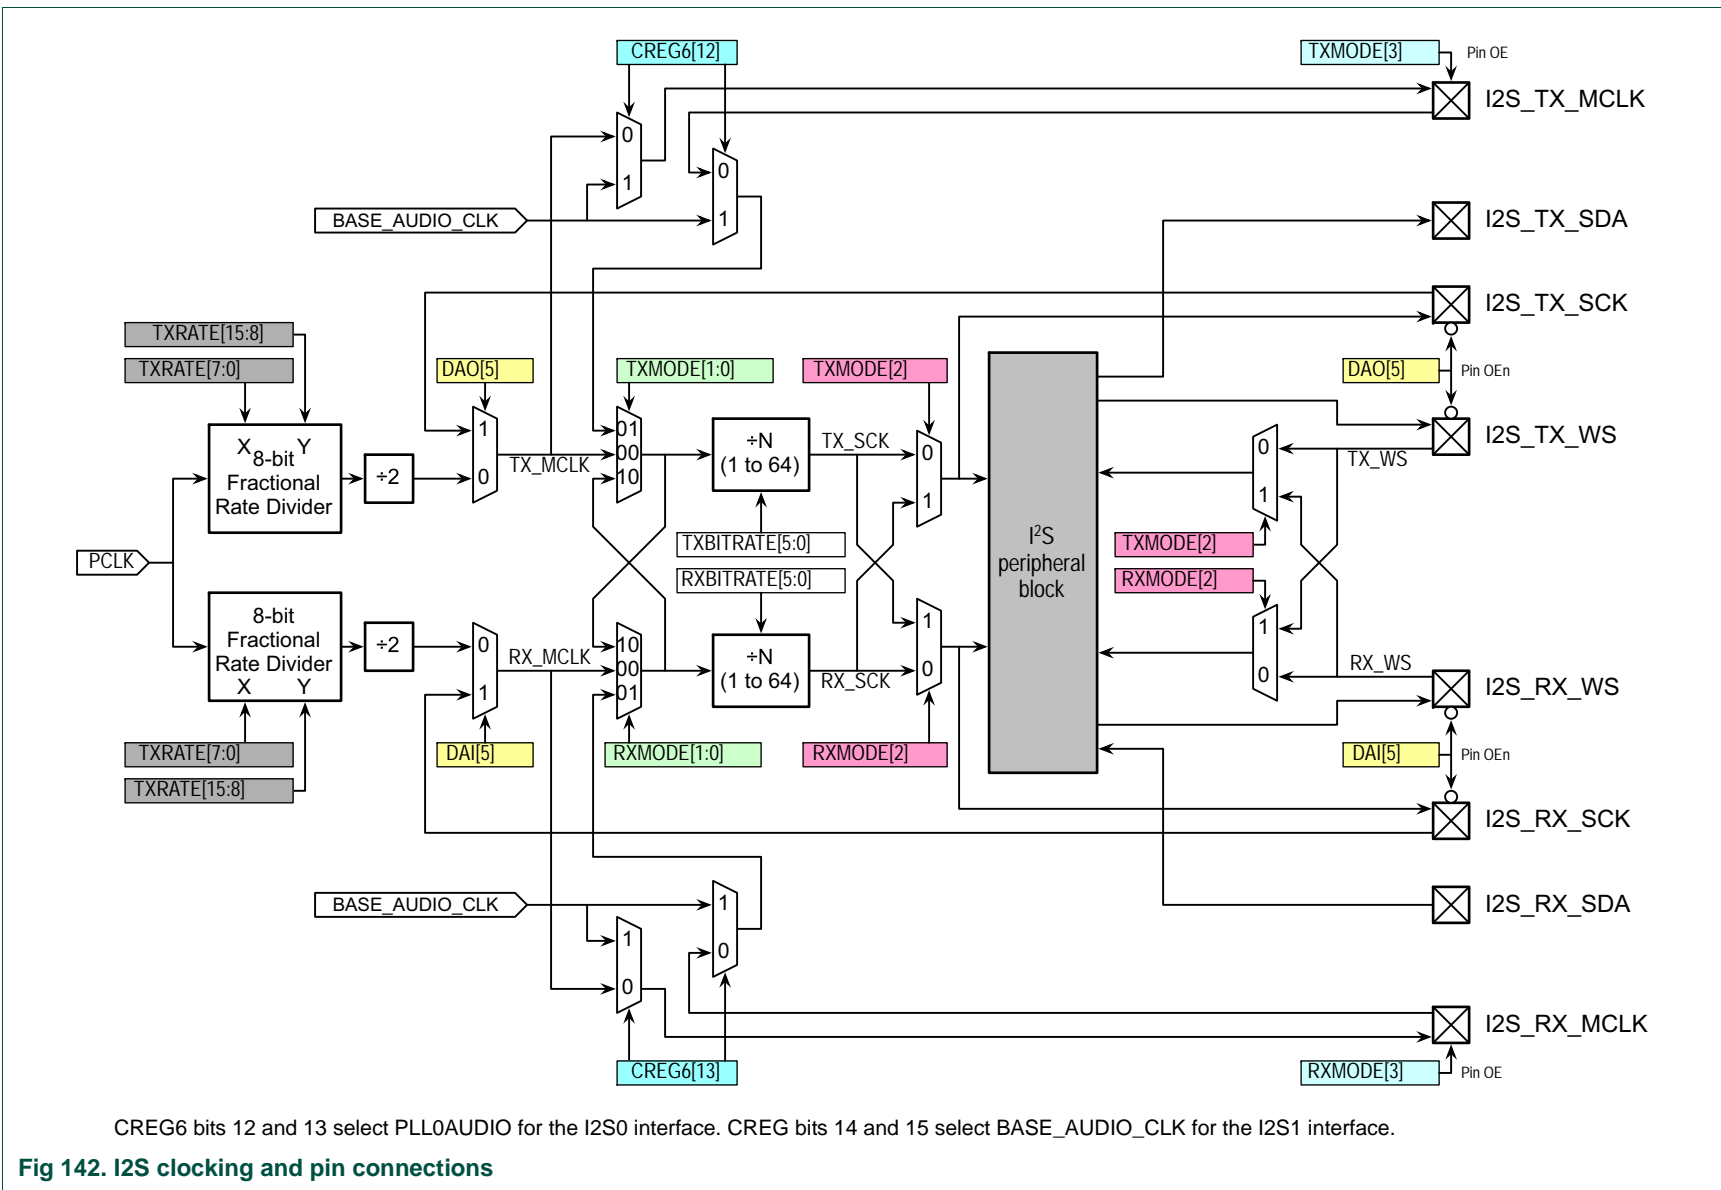 CREG6[12]
TXMODE[3]
Pin OE
I2S_TX_MCLK
0
1
0
1
BASE_AUDIO_CLK
I2S_TX_SDA
I2S_TX_SCK
TXRATE[15:8]
TXRATE[7:0]
DAO[5]
TXMODE[1:0]
TXMODE[2]
DAO[5]
Pin OEn
X Y
8-bit
Fractional
Rate Divider
÷2
1
0
TX_MCLK
01
00
10
÷N
(1 to 64)
TX_SCK
0
1
0
1
TX_WS
I2S_TX_WS
PCLK
TXBITRATE[5:0]
RXBITRATE[5:0]
I2S
peripheral
block
TXMODE[2]
RXMODE[2]
8-bit
Fractional
Rate Divider
X Y
÷2
0
1
RX_MCLK
10
00
01
÷N
(1 to 64)
RX_SCK
1
0
1
0
RX_WS
I2S_RX_WS
TXRATE[7:0]
TXRATE[15:8]
DAI[5]
RXMODE[1:0]
RXMODE[2]
DAI[5]
Pin OEn
I2S_RX_SCK
BASE_AUDIO_CLK
1
0
1
0
I2S_RX_SDA
I2S_RX_MCLK
CREG6[13]
RXMODE[3]
Pin OE
CREG6 bits 12 and 13 select PLL0AUDIO for the I2S0 interface. CREG bits 14 and 15 select BASE_AUDIO_CLK for the I2S1 interface.
Fig 142. I2S clocking and pin connections